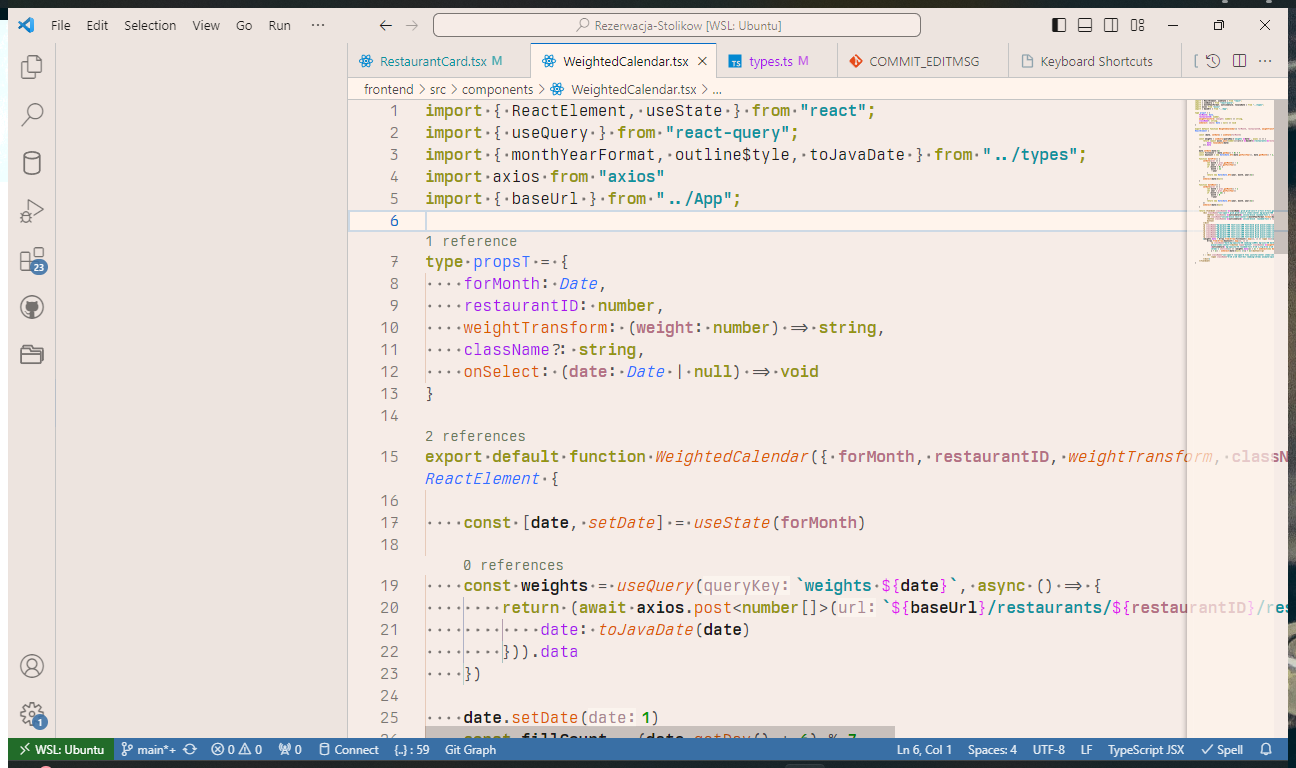 File Edit Selection View Go Run ···
Rezerwacja-Stolikow [WSL: Ubuntu]
RestaurantCard.tsx M
WeightedCalendar.tsx
TS types.ts M
COMMIT_EDITMSG
Keyboard Shortcuts
frontend > src > components > WeightedCalendar.tsx > ...
1 import { ReactElement, useState } from "react";
2 import { useQuery } from "react-query";
3 import { monthYearFormat, outline$tyle, toJavaDate } from "../types";
4 import axios from "axios"
5 import { baseUrl } from "../App";
6
1 reference
7 type propsT = {
8 ····forMonth: Date,
9 ····restaurantID: number,
10 ····weightTransform: (weight: number) => string,
11 ····className?: string,
12 ····onSelect: (date: Date | null) => void
13 }
14
2 references
15 export default function WeightedCalendar({ forMonth, restaurantID, weightTransform, classN
ReactElement {
16
17 ····const [date, setDate] = useState(forMonth)
18
0 references
19 ····const weights = useQuery(queryKey: `weights ${date}`, async () => {
20 ········return (await axios.post<number[]>(url: `${baseUrl}/restaurants/${restaurantID}/res
21 ············date: toJavaDate(date)
22 ········})).data
23 ····})
24
25 ····date.setDate(date: 1)
23
1
WSL: Ubuntu main*+ 0 0 0 Connect {..} : 59 Git Graph Ln 6, Col 1 Spaces: 4 UTF-8 LF TypeScript JSX Spell